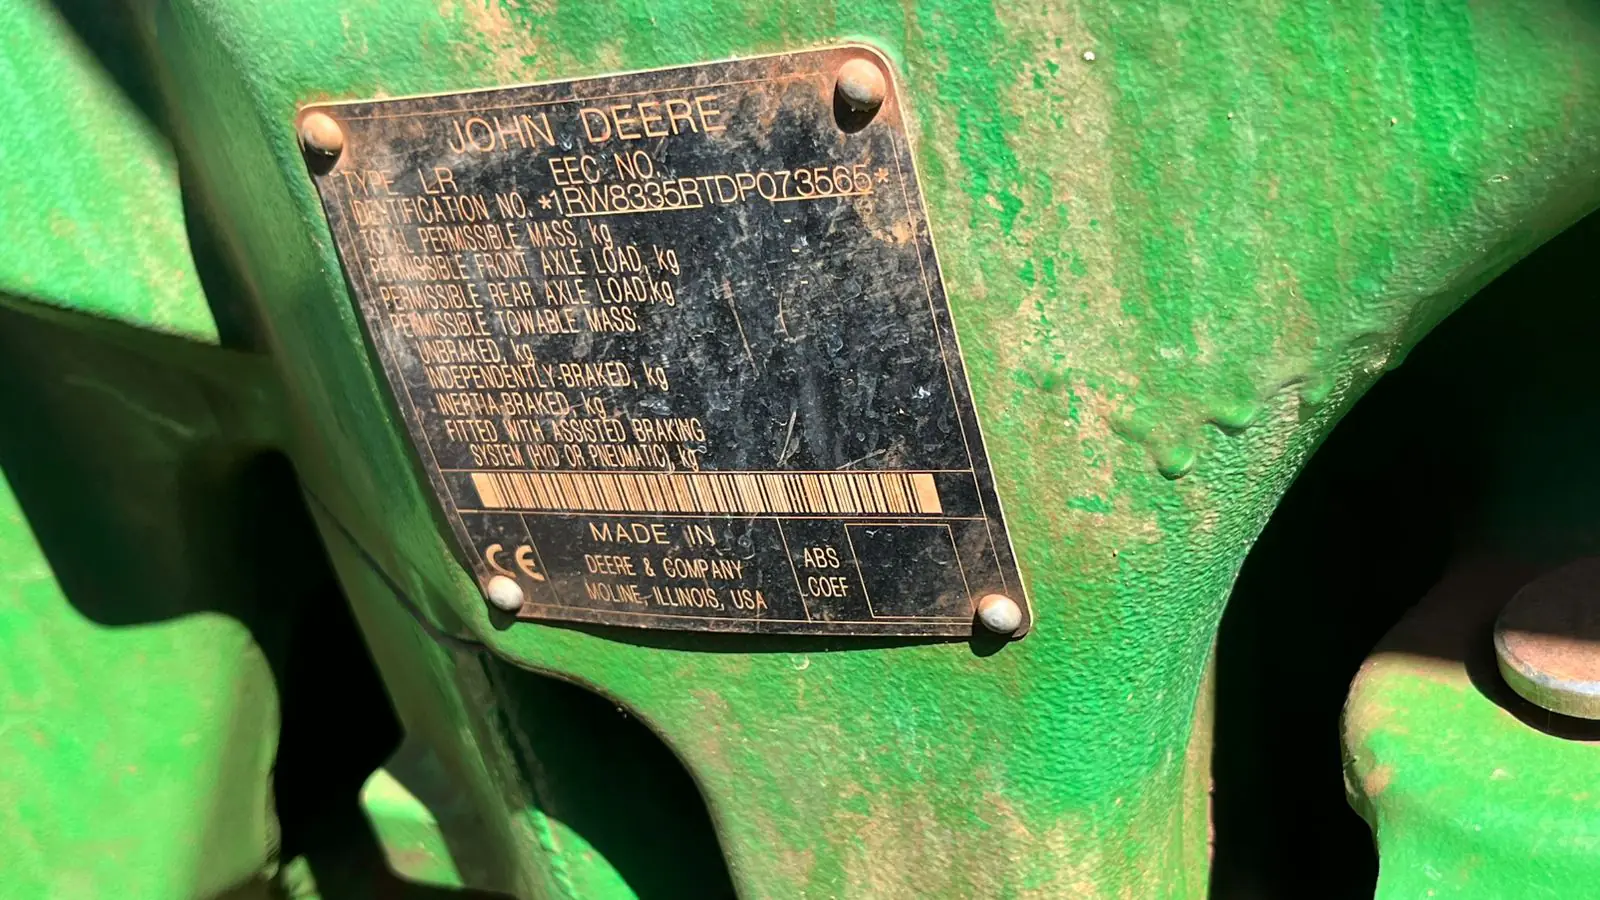 JOHN DEERE
TYPE LR EEC NO.
IDENTIFICATION NO. *1RW8335RTDP073565*
TOTAL PERMISSIBLE MASS, kg -
PERMISSIBLE FRONT AXLE LOAD, kg -
PERMISSIBLE REAR AXLE LOAD,kg -
PERMISSIBLE TOWABLE MASS:
UNBRAKED, kg
INDEPENDENTLY-BRAKED, kg
INERTIA-BRAKED, kg
FITTED WITH ASSISTED BRAKING
SYSTEM (HYD OR PNEUMATIC), kg
CE
MADE IN
DEERE & COMPANY
MOLINE, ILLINOIS, USA
ABS
COEF